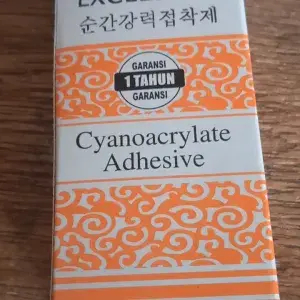 순간강력접착제
GARANSI
1 TAHUN
GARANSI
Cyanoacrylate
Adhesive